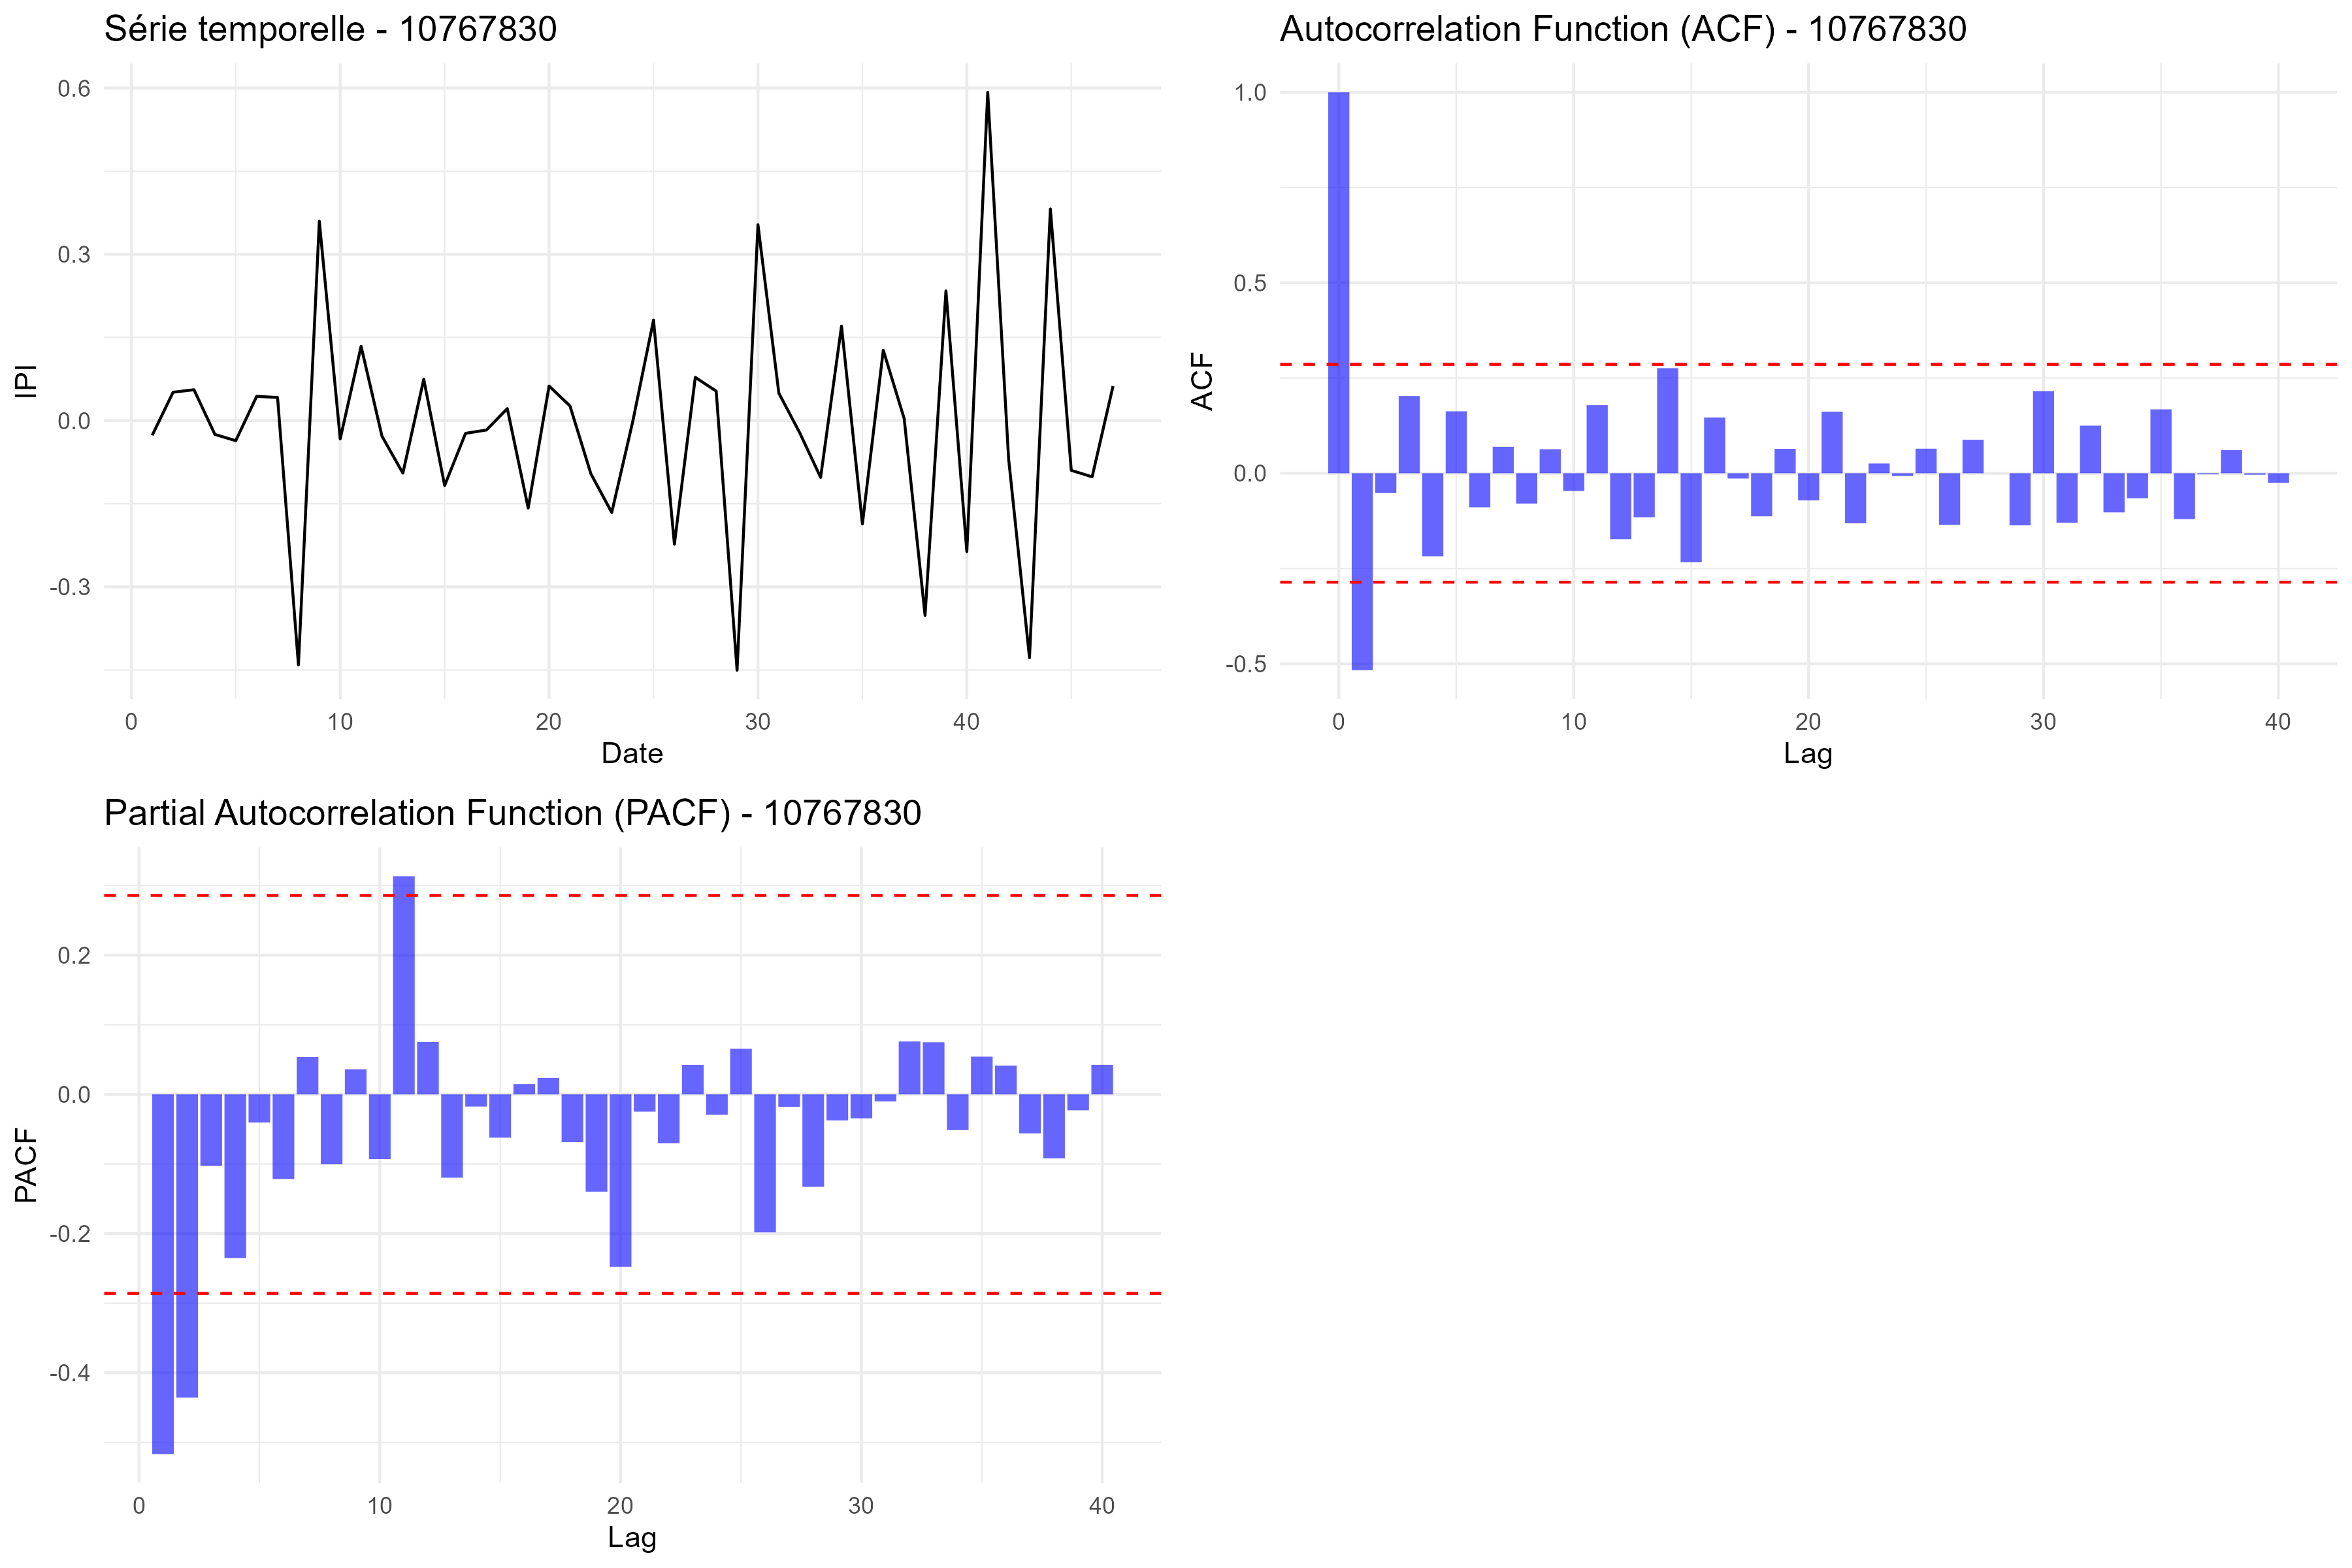 Série temporelle - 10767830
IPI
0.6
0.3
0.0
-0.3
0 10 20 30 40
Date
Autocorrelation Function (ACF) - 10767830
ACF
1.0
0.5
0.0
-0.5
0 10 20 30 40
Lag
Partial Autocorrelation Function (PACF) - 10767830
PACF
0.2
0.0
-0.2
-0.4
0 10 20 30 40
Lag